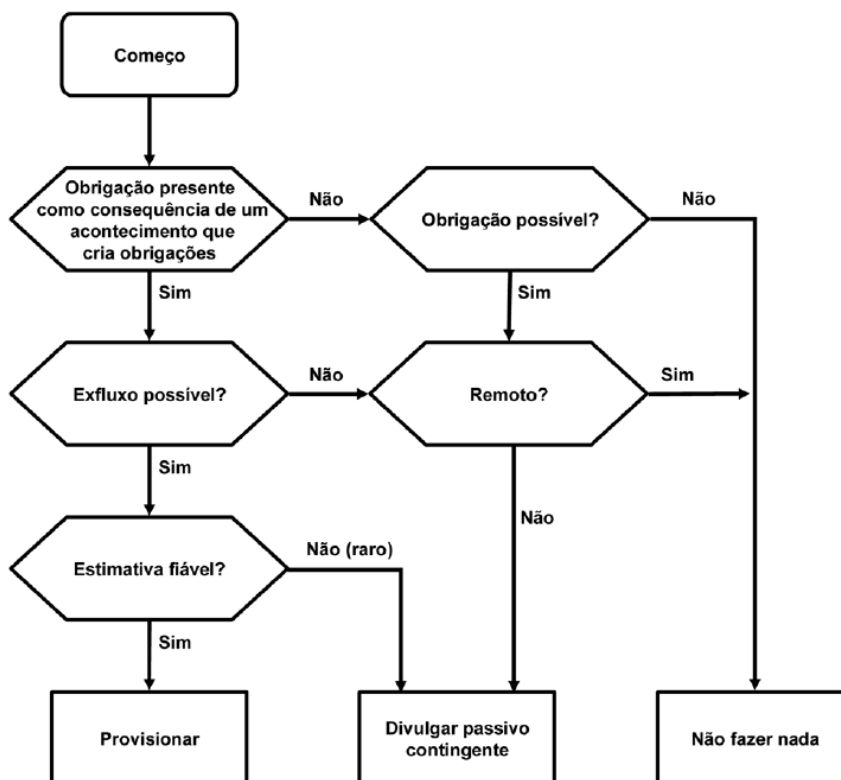 Começo
Obrigação presente
como consequência de um
acontecimento que
cria obrigações
Não
Obrigação possível?
Não
Sim
Sim
Exfluxo possível?
Não
Remoto?
Sim
Sim
Não
Estimativa fiável?
Não (raro)
Sim
Provisionar
Divulgar passivo
contingente
Não fazer nada